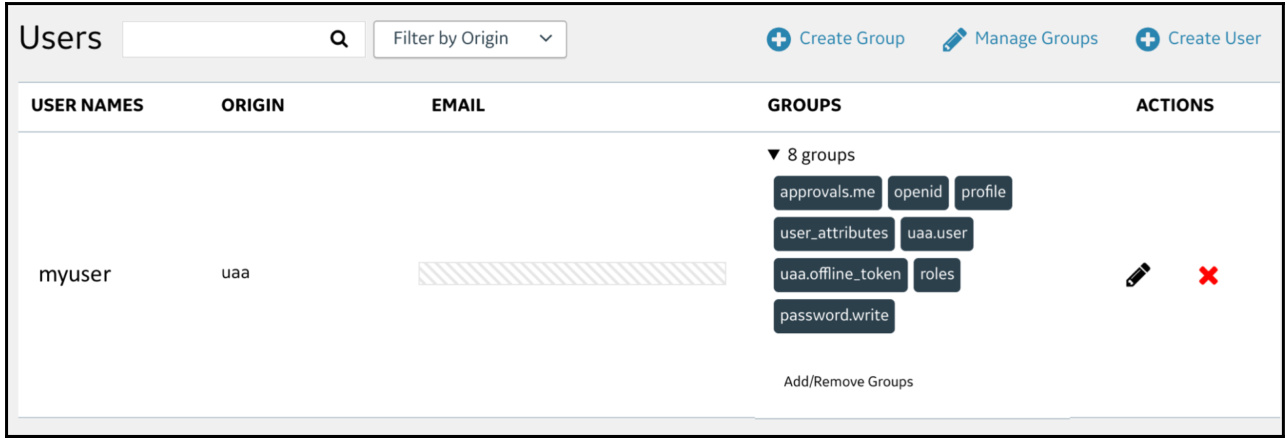 Users Filter by Origin Create Group Manage Groups Create User
USER NAMES ORIGIN EMAIL GROUPS ACTIONS
8 groups
approvals.me openid profile
user_attributes uaa.user
myuser uaa uaa.offline_token roles
password.write
Add/Remove Groups